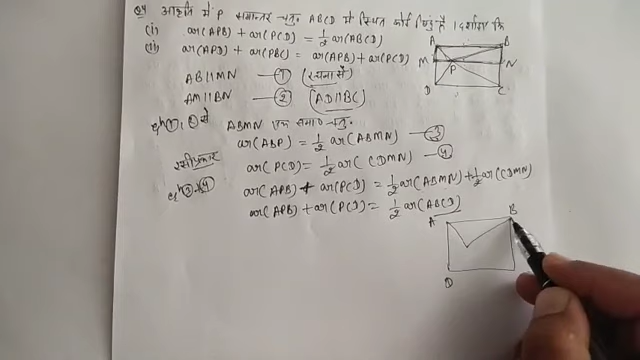 Q4 आकृति में P समान्तर चतु. ABCD में स्थित कोई बिंदु है। दर्शाइए कि
(i) ar(APB) + ar(PCD) = 1/2 ar(ABCD)
(ii) ar(APD) + ar(PBC) = ar(APB) + ar(PCD)
A B
M N
P
D C
AB||MN — ① (रचना से)
AM||BN — ② (AD||BC)
① , ② से ABMN एक समा० चतु.
ar(ABP) = 1/2 ar(ABMN) — ③
इसीप्रकार ar(PCD) = 1/2 ar(CDMN) — ④
③ + ④ ar(APB) + ar(PCD) = 1/2 ar(ABMN) + 1/2 ar(CDMN)
ar(APB) + ar(PCD) = 1/2 ar(ABCD)
A B
D